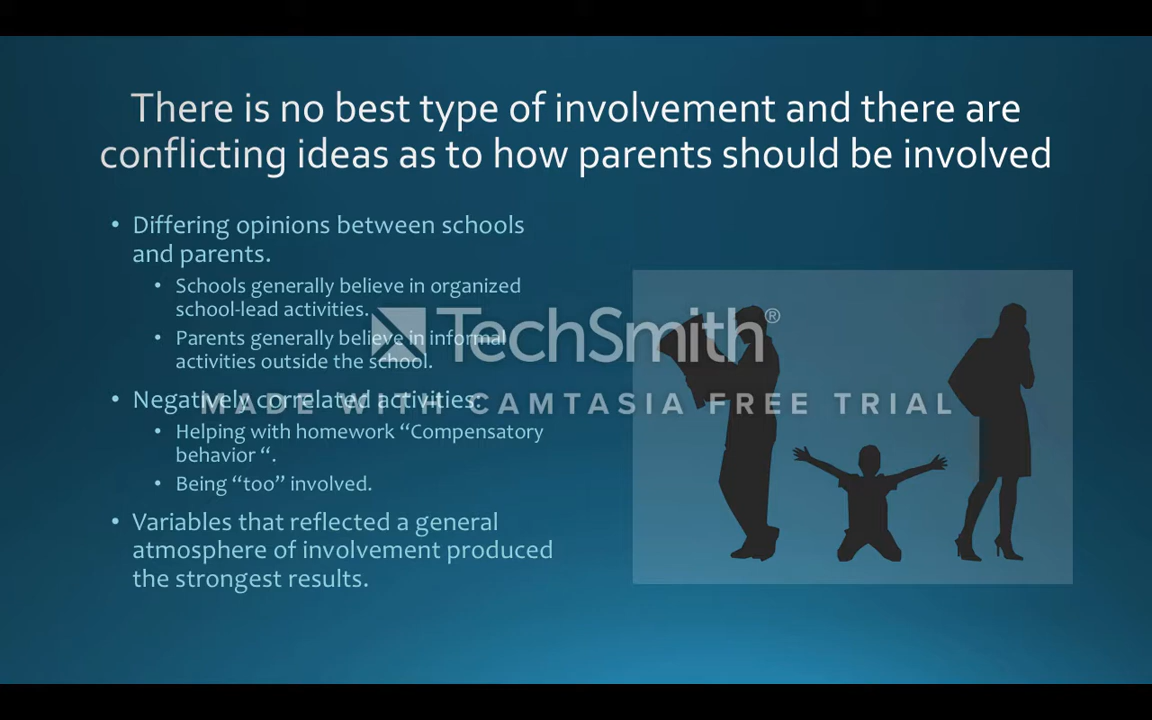 There is no best type of involvement and there are
conflicting ideas as to how parents should be involved
• Differing opinions between schools
and parents.
• Schools generally believe in organized
school-lead activities.
• Parents generally believe in informal
activities outside the school.
TechSmith®
• Negatively correlated activities:
MADE WITH CAMTASIA FREE TRIAL
• Helping with homework “Compensatory
behavior “.
• Being “too” involved.
• Variables that reflected a general
atmosphere of involvement produced
the strongest results.